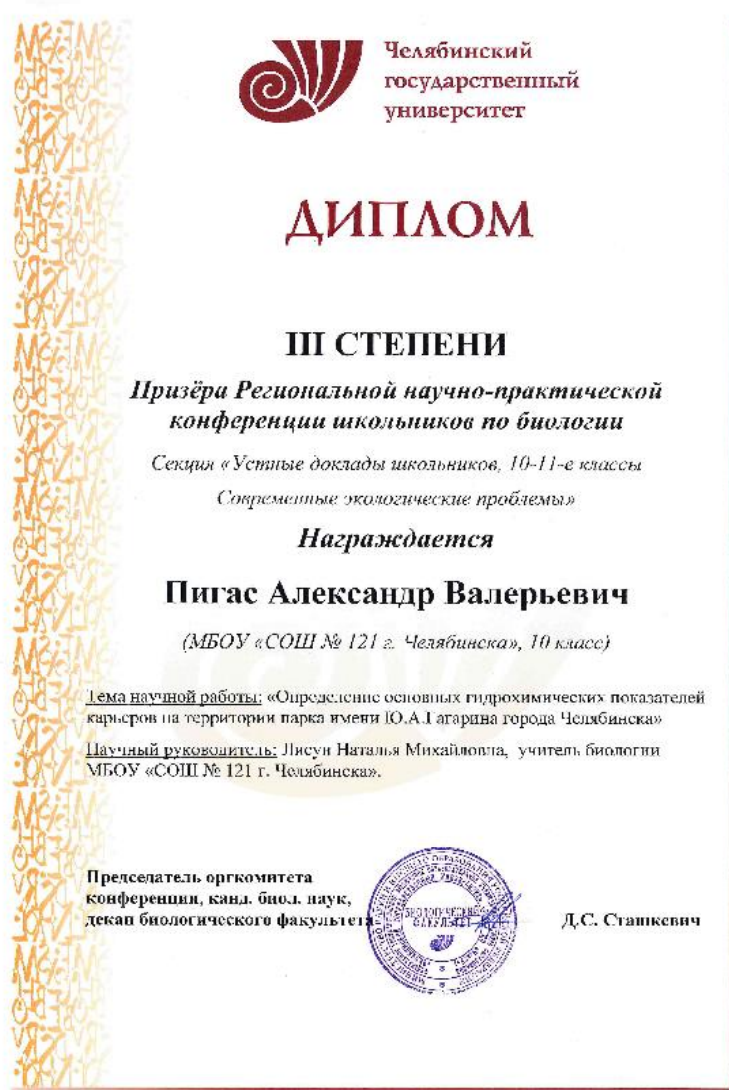 Челябинский
государственный
университет
ДИПЛОМ
III СТЕПЕНИ
Призёра Региональной научно-практической
конференции школьников по биологии
Секция «Устные доклады школьников, 10-11-е классы
Современные экологические проблемы»
Награждается
Пигас Александр Валерьевич
(МБОУ «СОШ № 121 г. Челябинска», 10 класс)
Тема научной работы: «Определение основных гидрохимических показателей
карьеров на территории парка имени Ю.А.Гагарина города Челябинска»
Научный руководитель: Лисун Наталья Михайловна, учитель биологии
МБОУ «СОШ № 121 г. Челябинска».
Председатель оргкомитета
конференции, канд. биол. наук,
декан биологического факультета
Д.С. Сташкевич
БИОЛОГИЧЕСКИЙ
ФАКУЛЬТЕТ